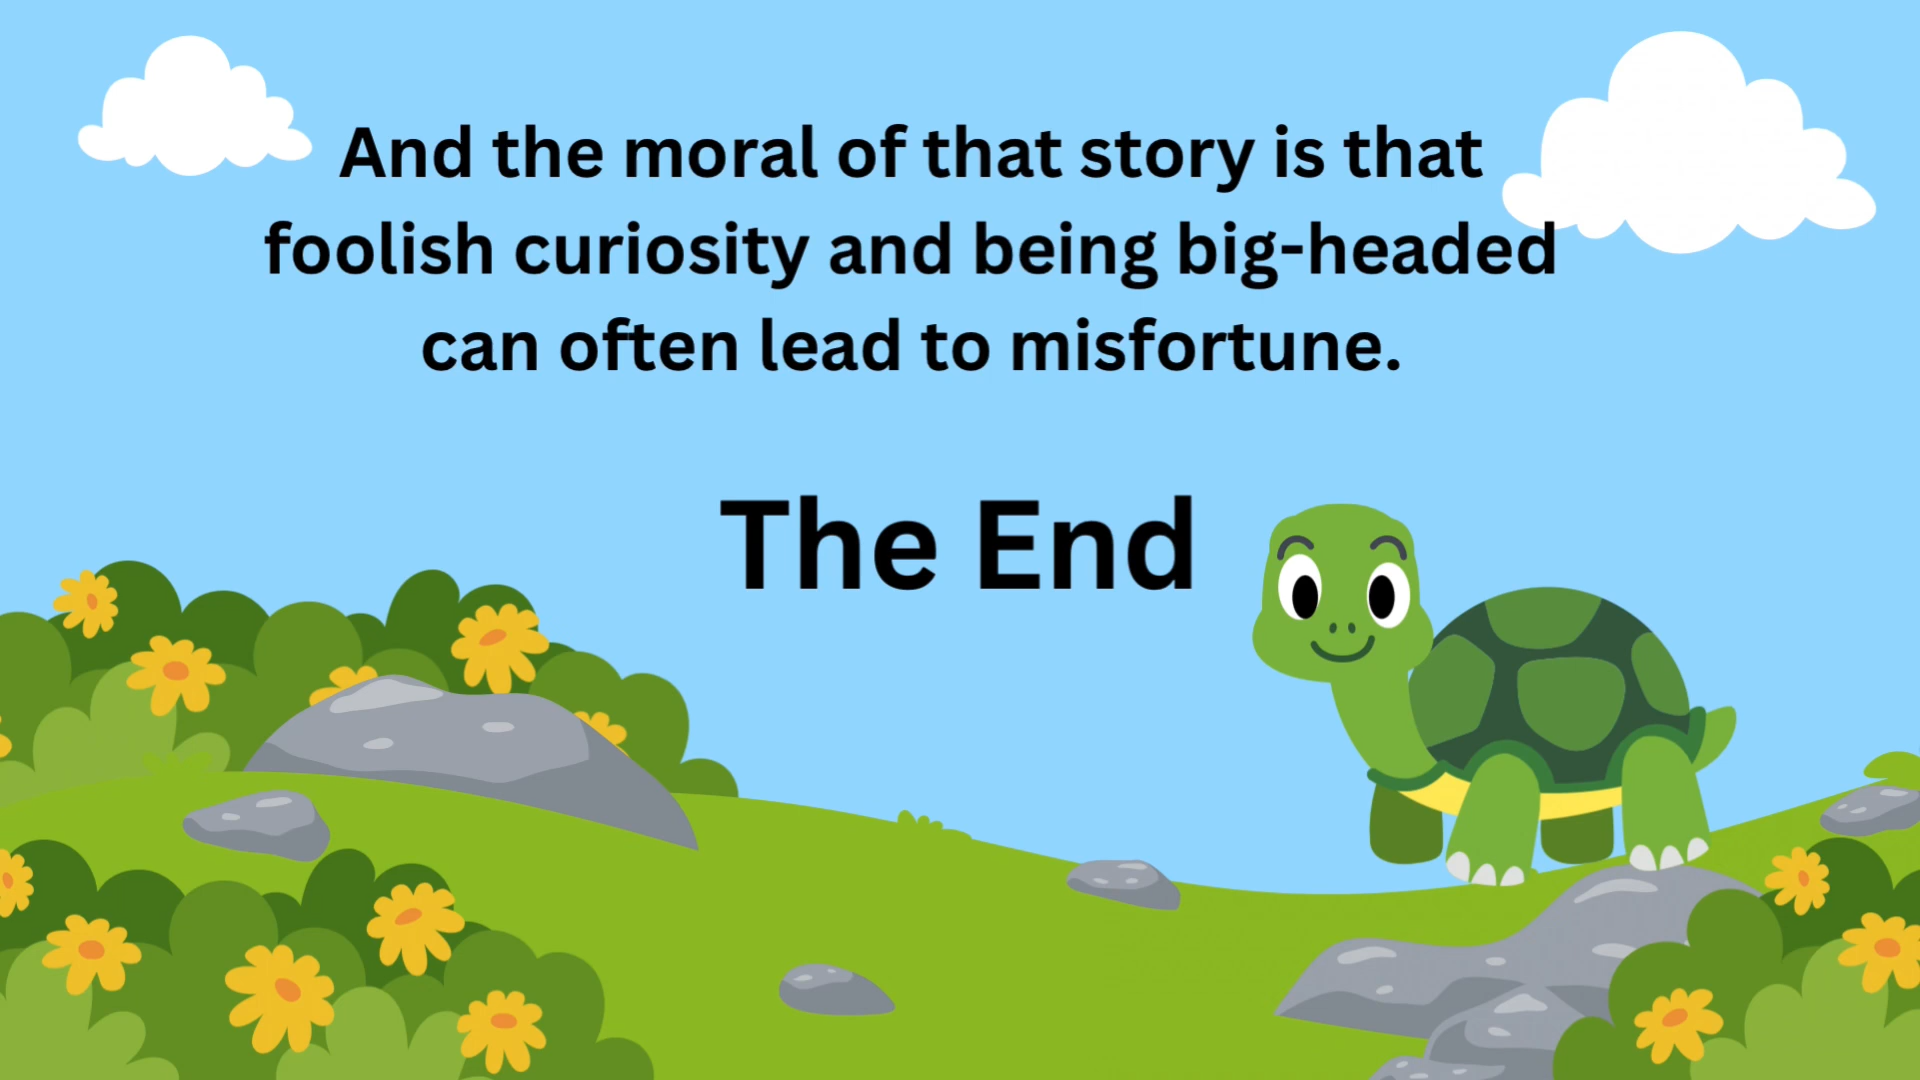 And the moral of that story is that
foolish curiosity and being big-headed
can often lead to misfortune.
The End